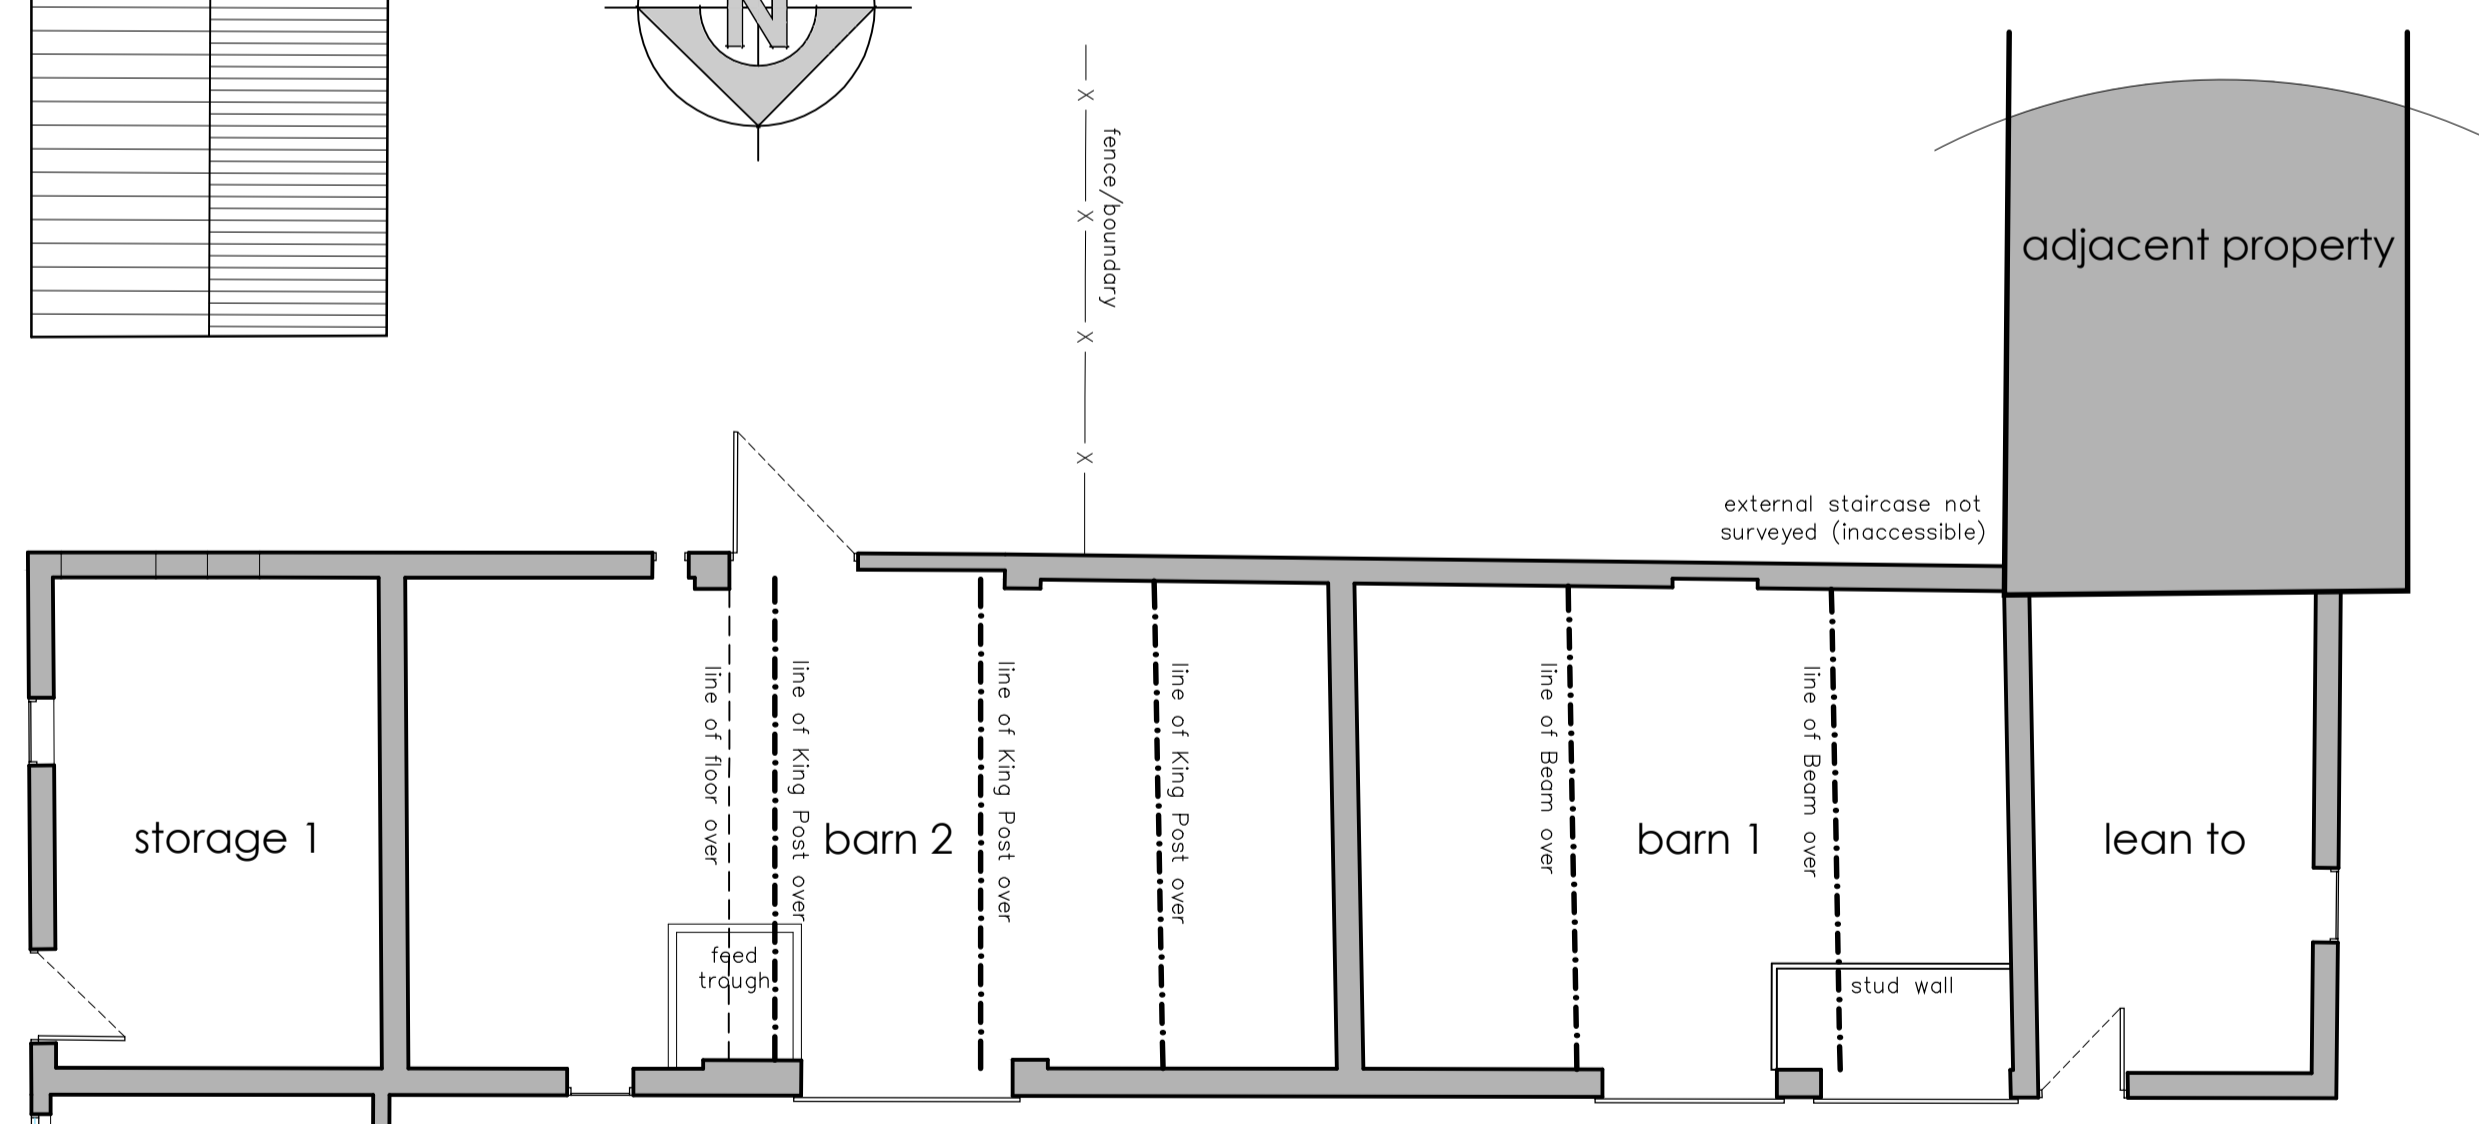 N
fence/boundary
adjacent property
external staircase not
surveyed (inaccessible)
storage 1
line of floor over
line of King Post over
barn 2
line of King Post over
line of King Post over
line of Beam over
barn 1
line of Beam over
lean to
feed
trough
stud wall